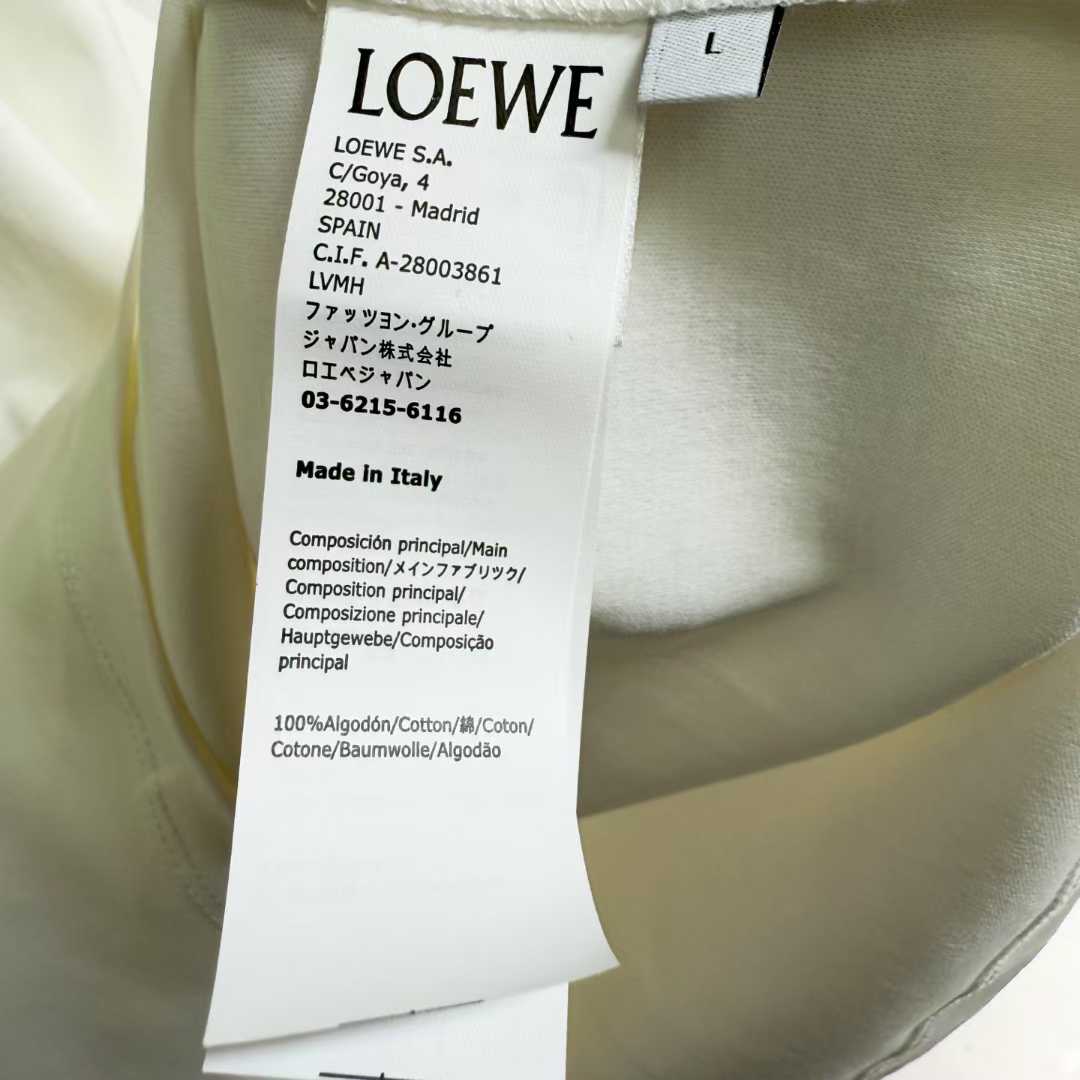 LOEWE
L
LOEWE S.A.
C/Goya, 4
28001 - Madrid
SPAIN
C.I.F. A-28003861
LVMH
ファッツヨン·グループ
ジャパン株式会社
ロエベジャパン
03-6215-6116
Made in Italy
Composición principal/Main
composition/メインファブリツク/
Composition principal/
Composizione principale/
Hauptgewebe/Composição
principal
100%Algodón/Cotton/綿/Coton/
Cotone/Baumwolle/Algodão